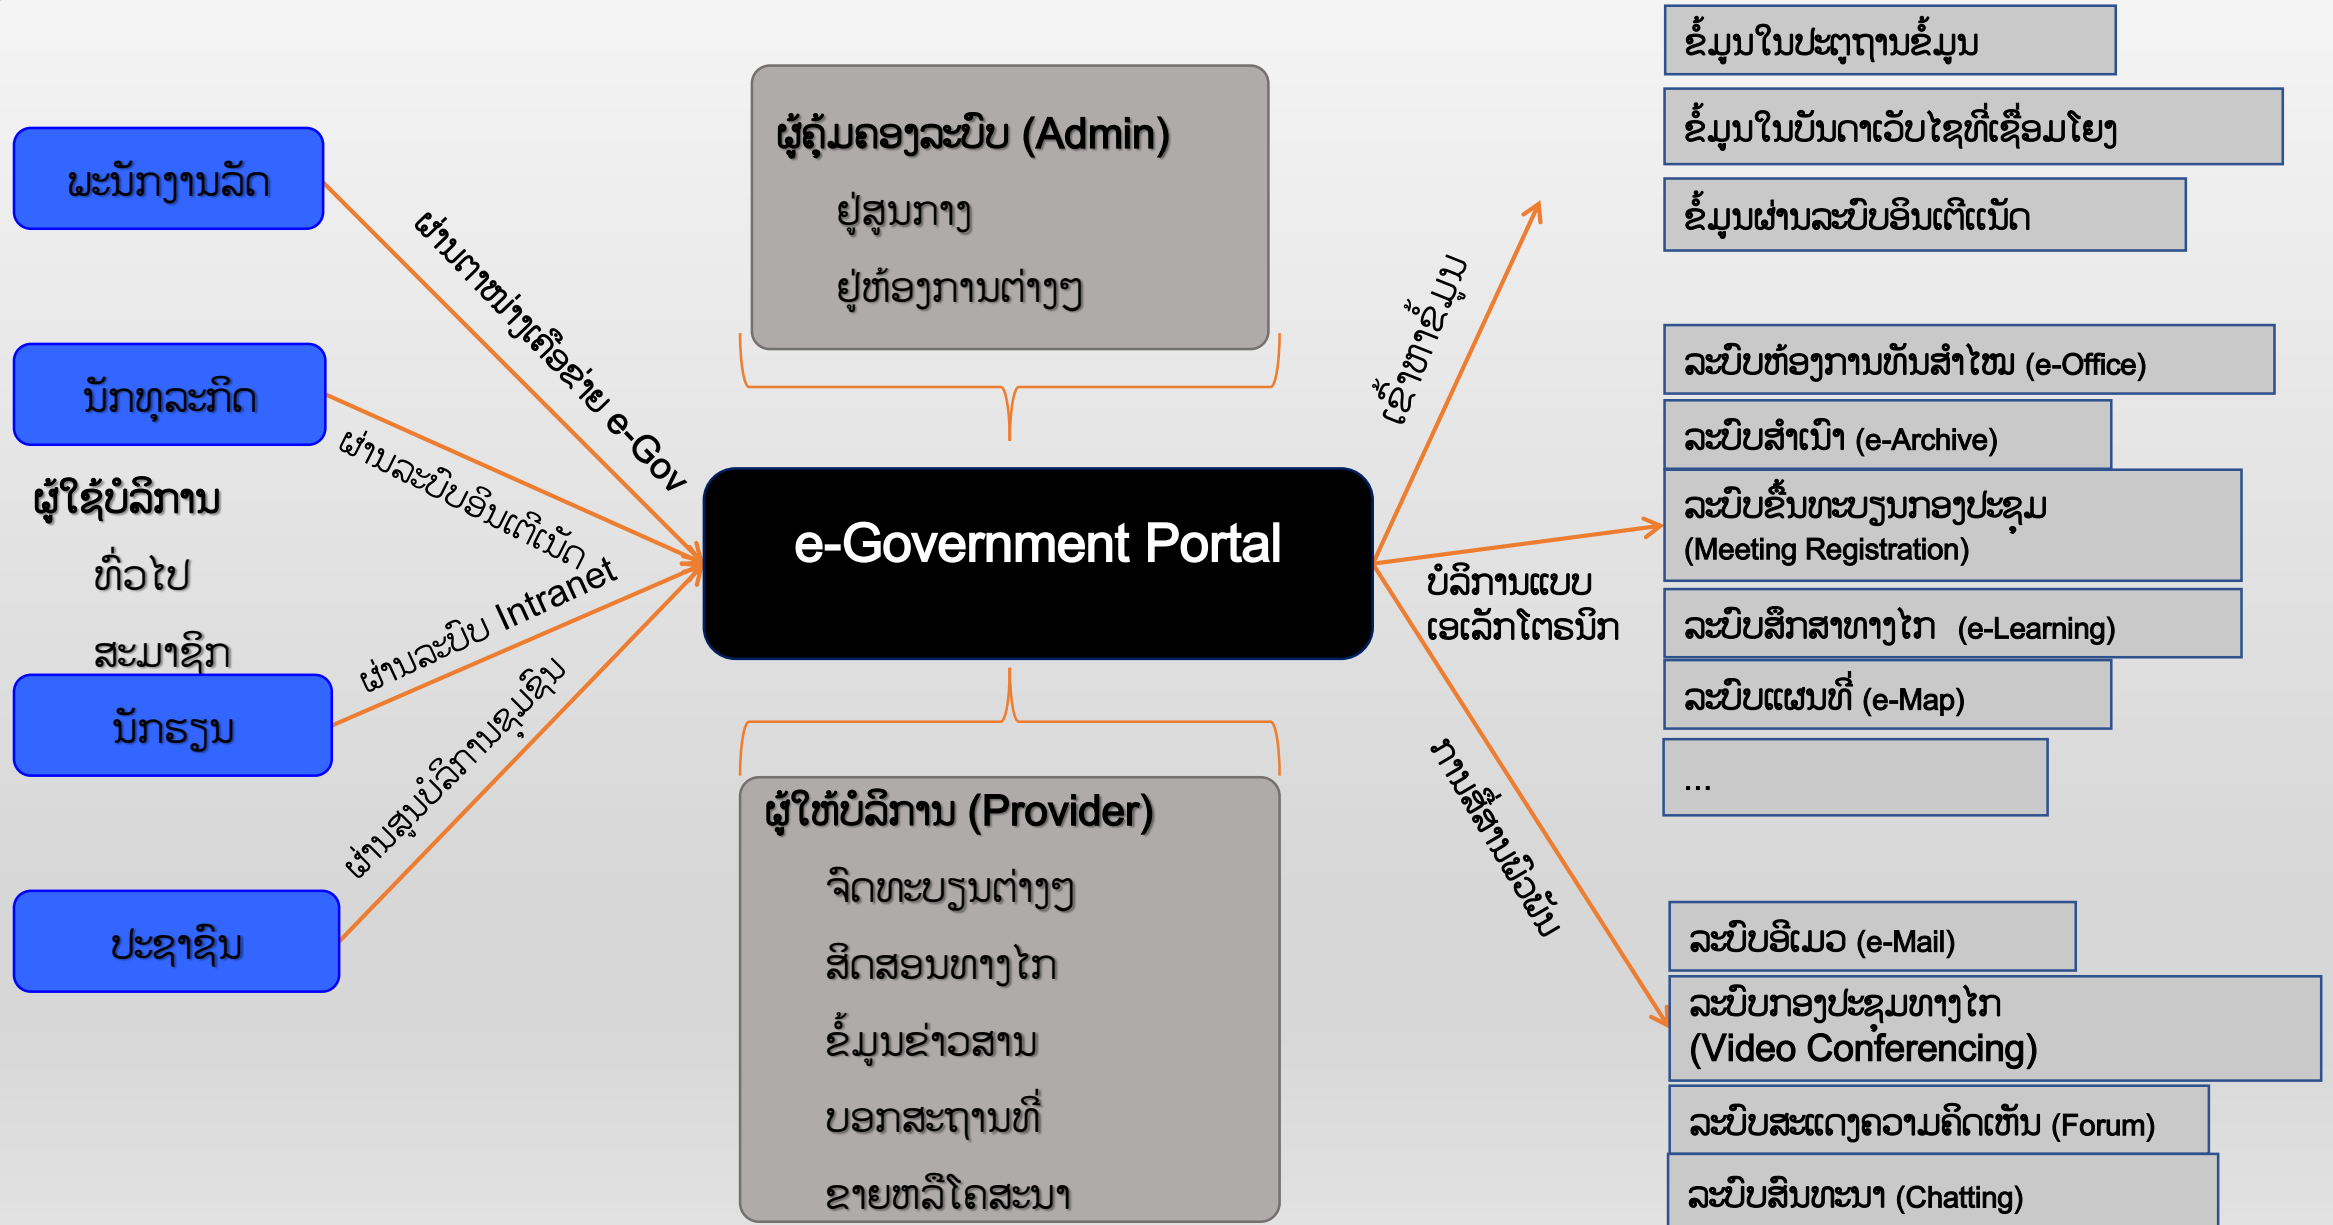 ພະນັກງານລັດ
ນັກທຸລະກິດ
ຜູ້ໃຊ້ບໍລິການ
ທົ່ວໄປ
ສະມາຊິກ
ນັກຮຽນ
ປະຊາຊົນ
ຜ່ານຕາໜ່າງເຄືອຂ່າຍ e-Gov
ຜ່ານລະບົບອິນເຕີເນັດ
ຜ່ານລະບົບ Intranet
ຜ່ານສູນບໍລິການຊຸມຊົນ
ຜູ້ຄຸ້ມຄອງລະບົບ (Admin)
ຢູ່ສູນກາງ
ຢູ່ຫ້ອງການຕ່າງໆ
e-Government Portal
ຜູ້ໃຫ້ບໍລິການ (Provider)
ຈົດທະບຽນຕ່າງໆ
ສິດສອນທາງໄກ
ຂໍ້ມູນຂ່າວສານ
ບອກສະຖານທີ່
ຂາຍຫລືໂຄສະນາ
ເຂົ້າຫາຂໍ້ມູນ
ບໍລິການແບບ
ເອເລັກໂຕຣນິກ
ການສື່ສານພົວພັນ
ຂໍ້ມູນໃນປະຕູຖານຂໍ້ມູນ
ຂໍ້ມູນໃນບັນດາເວັບໄຊທີ່ເຊື່ອມໂຍງ
ຂໍ້ມູນຜ່ານລະບົບອິນເຕີແນັດ
ລະບົບຫ້ອງການທັນສຳໄໝ (e-Office)
ລະບົບສຳເນົາ (e-Archive)
ລະບົບຂຶ້ນທະບຽນກອງປະຊຸມ
(Meeting Registration)
ລະບົບສຶກສາທາງໄກ (e-Learning)
ລະບົບແຜນທີ່ (e-Map)
...
ລະບົບອີເມວ (e-Mail)
ລະບົບກອງປະຊຸມທາງໄກ
(Video Conferencing)
ລະບົບສະແດງຄວາມຄິດເຫັນ (Forum)
ລະບົບສົນທະນາ (Chatting)